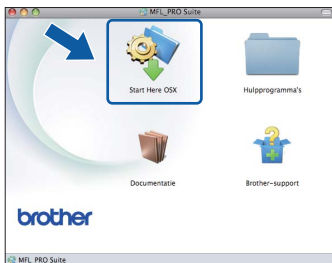 MFL_PRO Suite
Start Here OSX
Hulpprogramma's
Documentatie
Brother-support
brother
MFL_PRO Suite